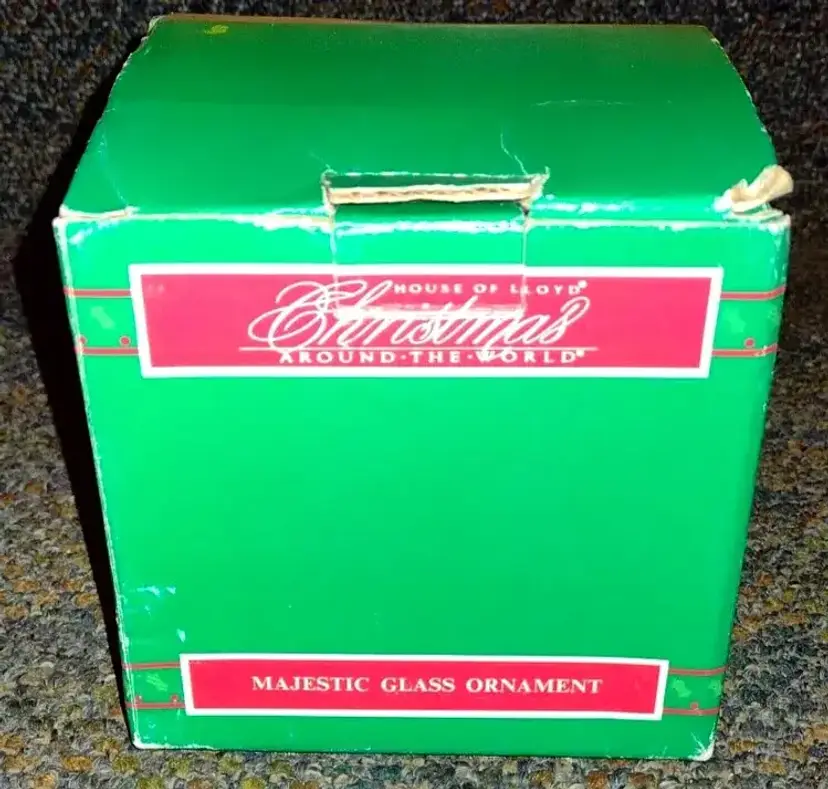 HOUSE OF LLOYD®
Christmas
AROUND·THE·WORLD®
MAJESTIC GLASS ORNAMENT